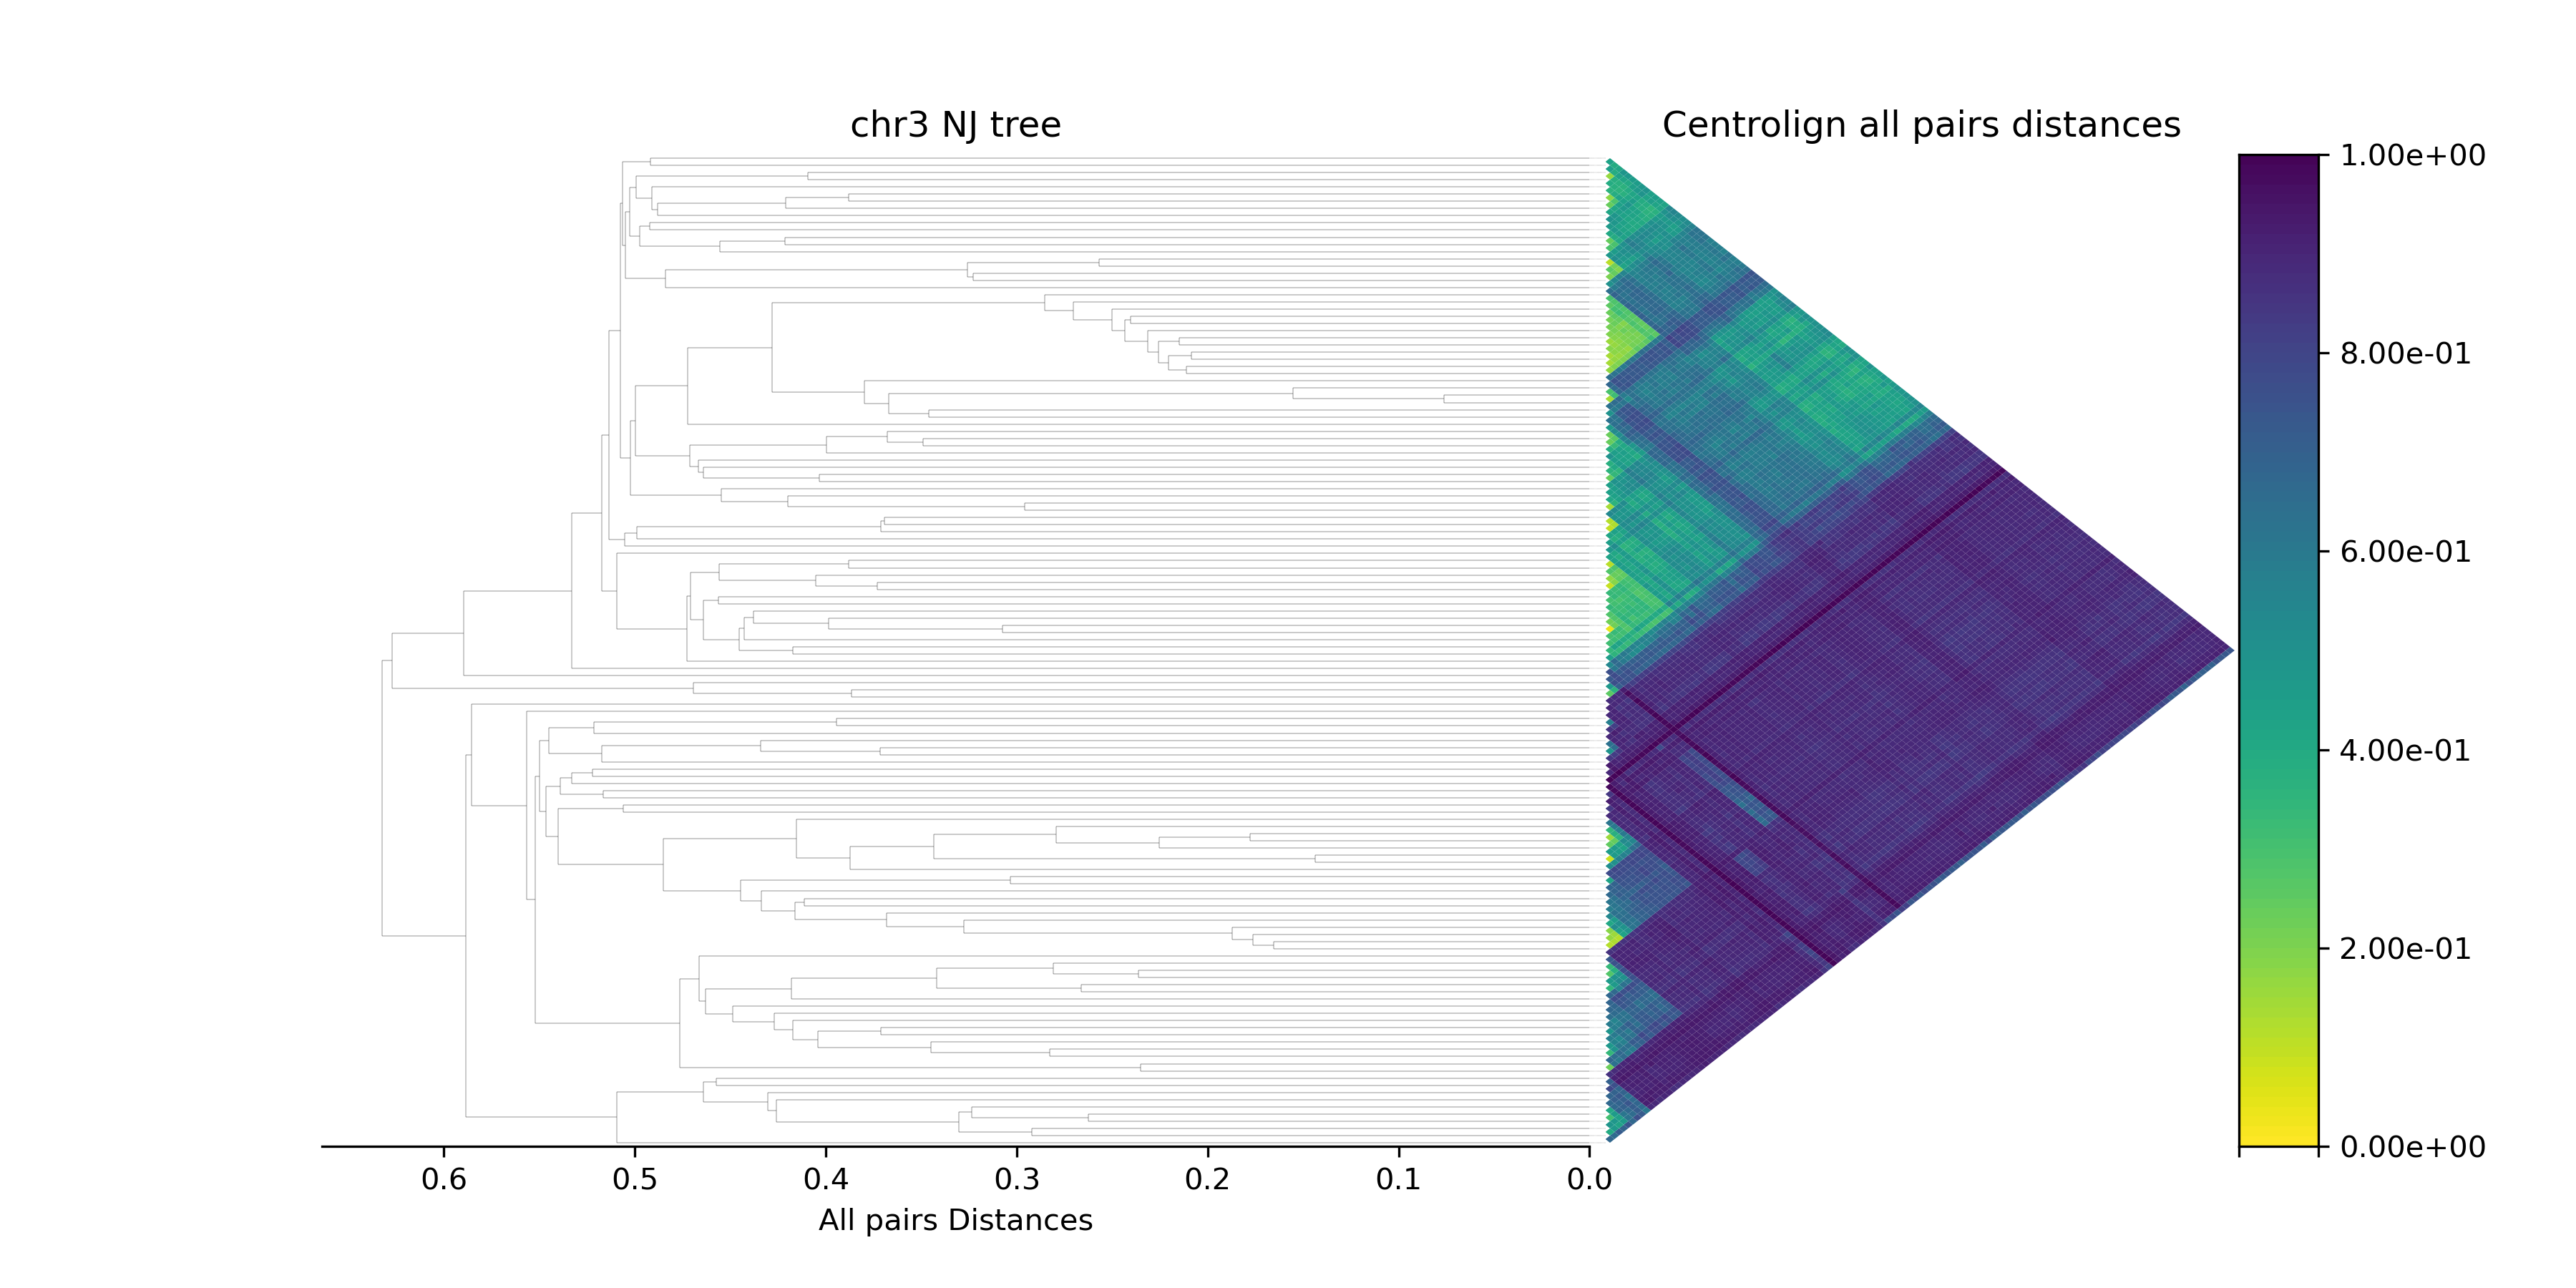 chr3 NJ tree
Centrolign all pairs distances
1.00e+00
8.00e-01
6.00e-01
4.00e-01
2.00e-01
0.00e+00
0.6 0.5 0.4 0.3 0.2 0.1 0.0
All pairs Distances